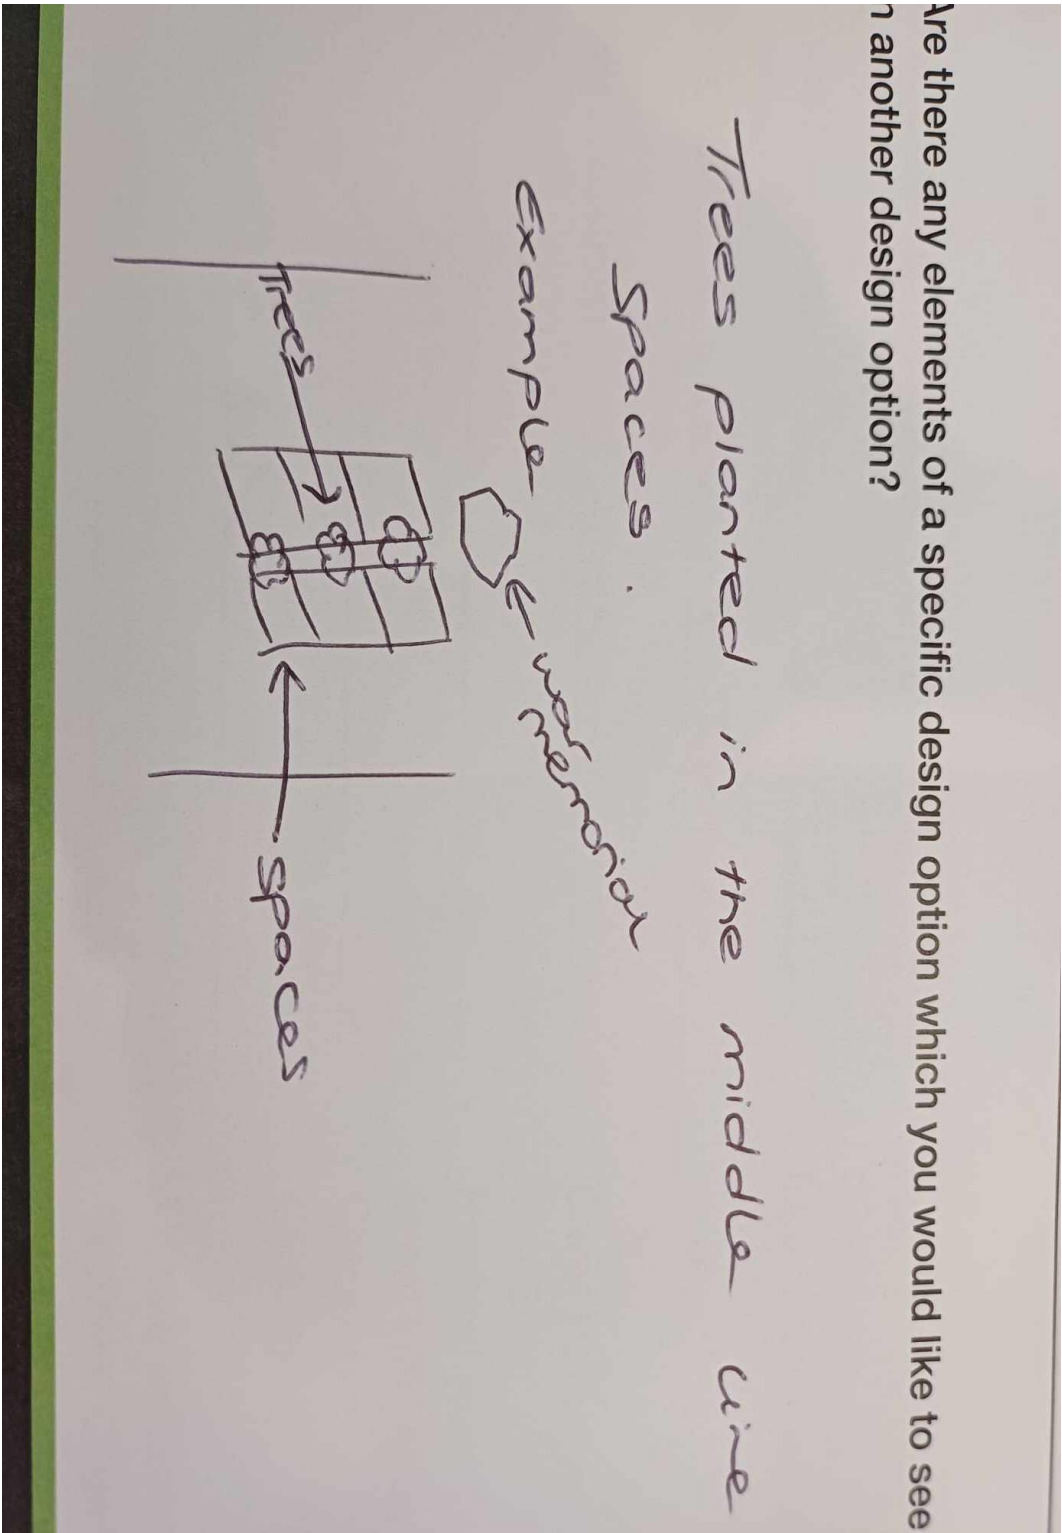 Are there any elements of a specific design option which you would like to see
n another design option?
Trees planted in the middle line
Spaces.
Example
war
memorial
Trees
spaces